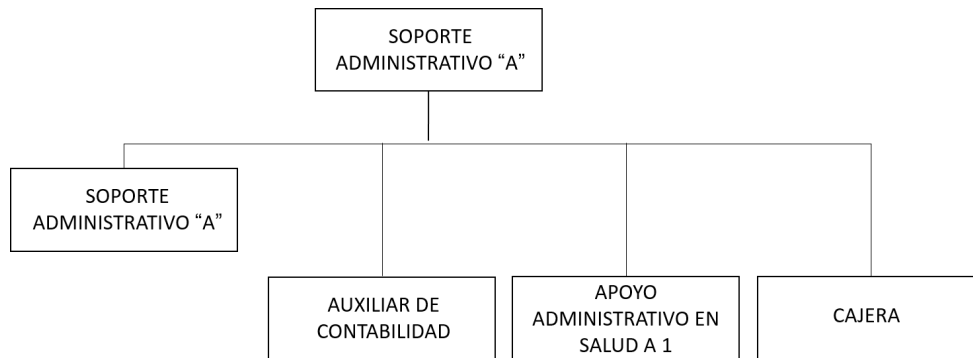 SOPORTE
ADMINISTRATIVO “A”
SOPORTE
ADMINISTRATIVO “A”
AUXILIAR DE
CONTABILIDAD
APOYO
ADMINISTRATIVO EN
SALUD A 1
CAJERA